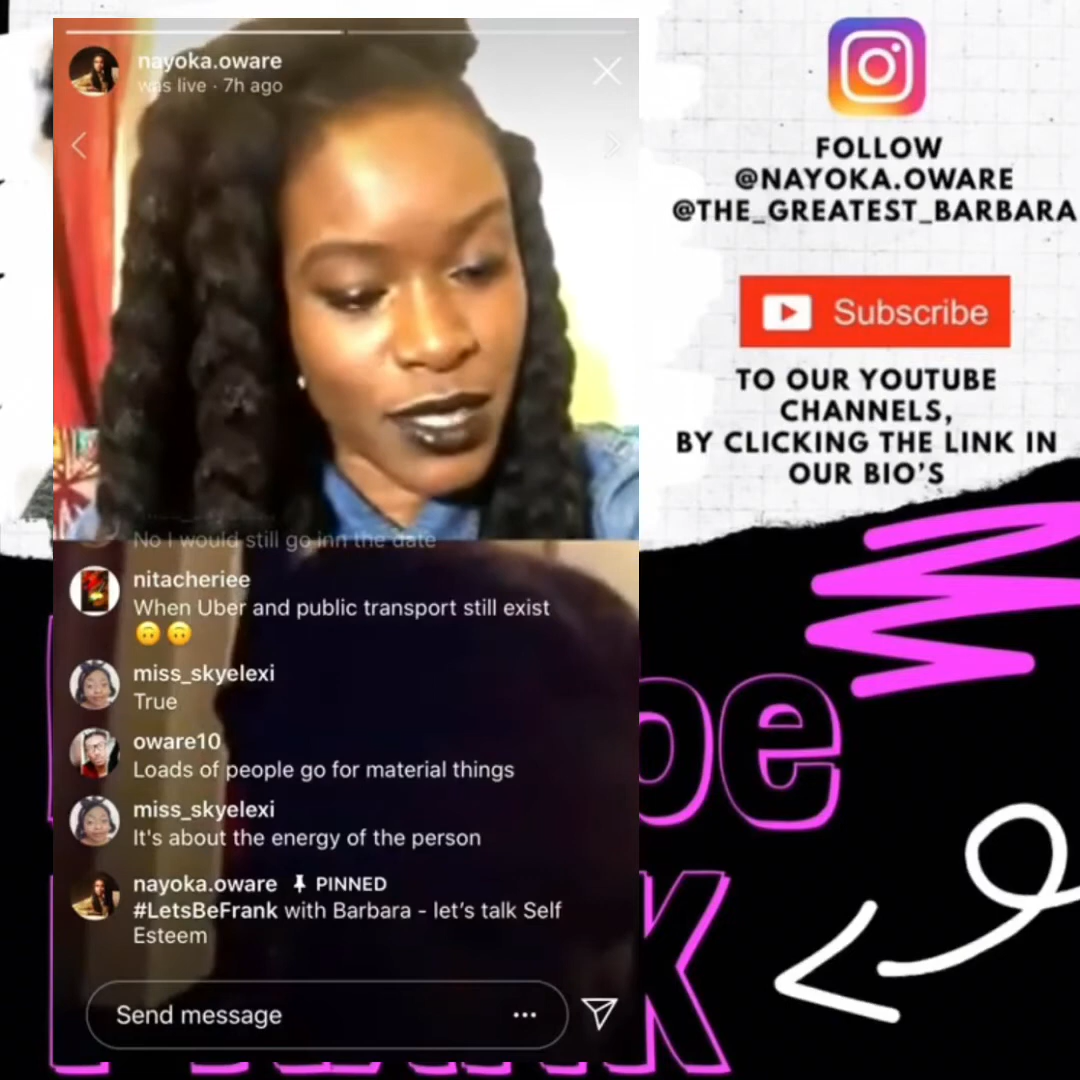 nayoka.oware
was live · 7h ago
No I would still go inn the date
nitacheriee
When Uber and public transport still exist
🙃 🙃
miss_skyelexi
True
oware10
Loads of people go for material things
miss_skyelexi
It's about the energy of the person
nayoka.oware PINNED
#LetsBeFrank with Barbara - let's talk Self
Esteem
Send message
FOLLOW
@NAYOKA.OWARE
@THE_GREATEST_BARBARA
Subscribe
TO OUR YOUTUBE
CHANNELS,
BY CLICKING THE LINK IN
OUR BIO'S